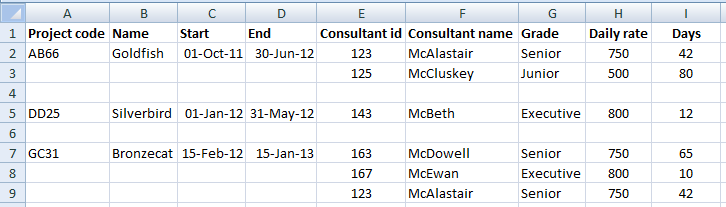 A B C D E F G H I
1 Project code Name Start End Consultant id Consultant name Grade Daily rate Days
2 AB66 Goldfish 01-Oct-11 30-Jun-12 123 McAlastair Senior 750 42
3 125 McCluskey Junior 500 80
4
5 DD25 Silverbird 01-Jan-12 31-May-12 143 McBeth Executive 800 12
6
7 GC31 Bronzecat 15-Feb-12 15-Jan-13 163 McDowell Senior 750 65
8 167 McEwan Executive 800 10
9 123 McAlastair Senior 750 42